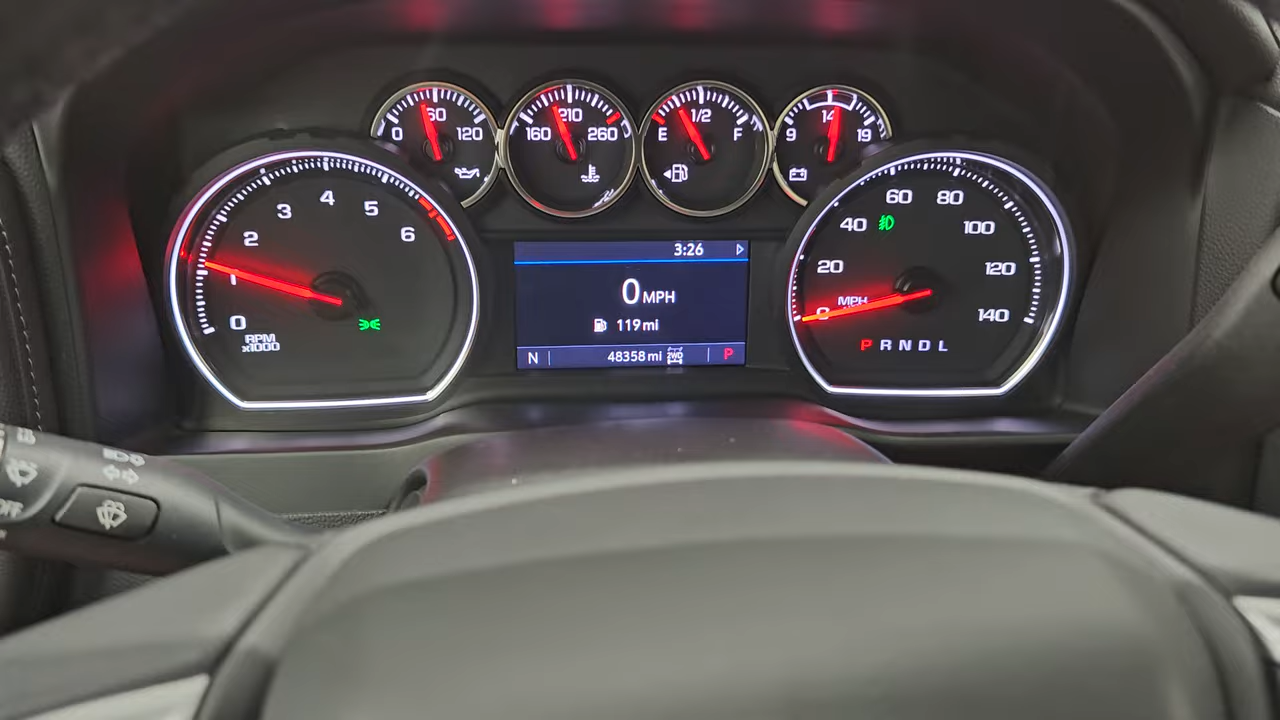 0 60 120
160 210 260
E 1/2 F
9 14 19
0 1 2 3 4 5 6
RPM
x1000
3:26
0 MPH
119 mi
N 48358 mi 2WD P
0 20 40 60 80 100 120 140
MPH
P R N D L
OFF